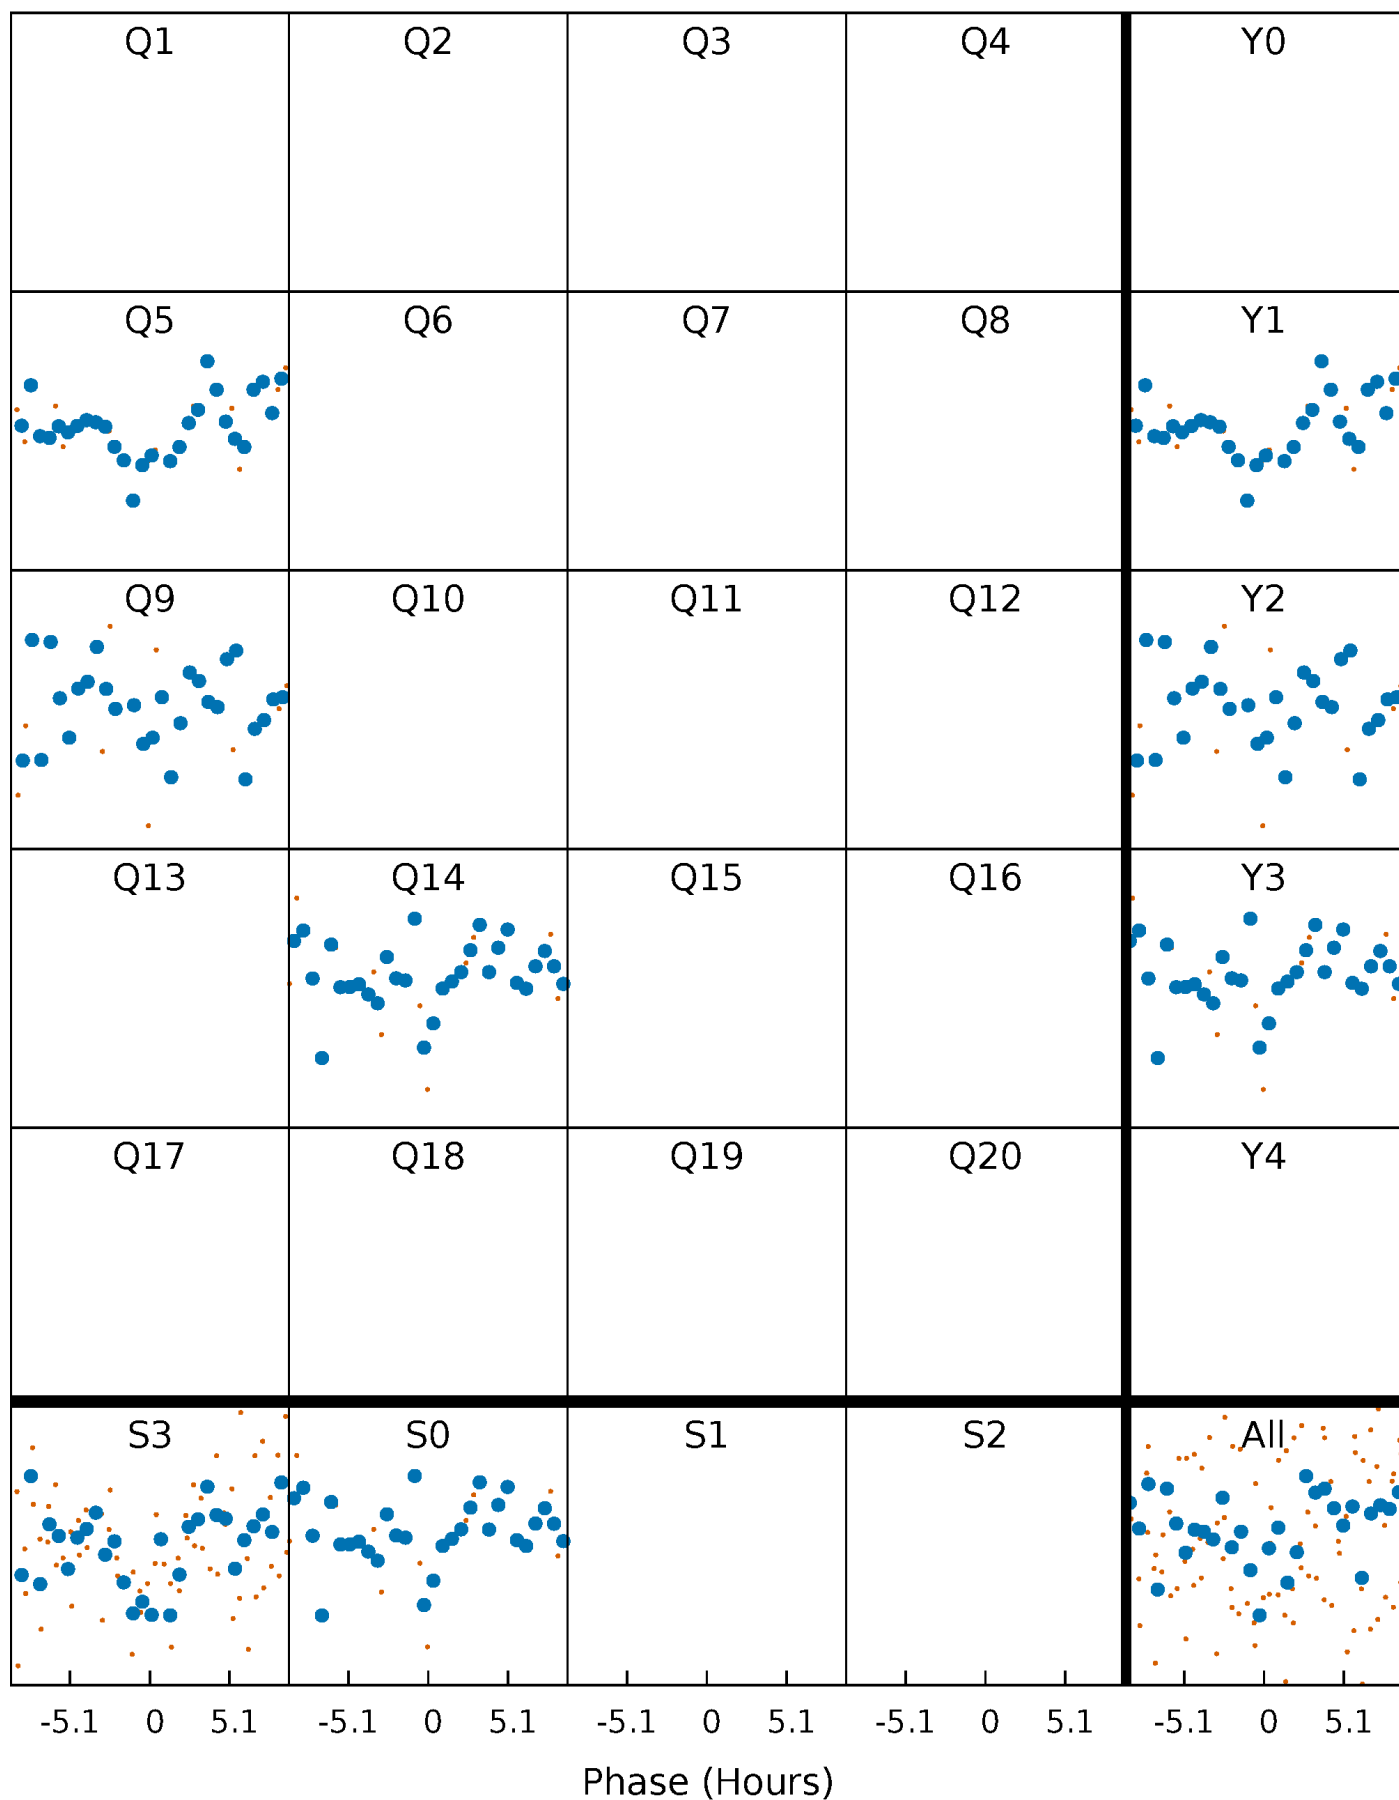 Q1 Q2 Q3 Q4 Y0
Q5 Q6 Q7 Q8 Y1
Q9 Q10 Q11 Q12 Y2
Q13 Q14 Q15 Q16 Y3
Q17 Q18 Q19 Q20 Y4
S3 S0 S1 S2 All
-5.1 0 5.1 -5.1 0 5.1 -5.1 0 5.1 -5.1 0 5.1 -5.1 0 5.1
Phase (Hours)